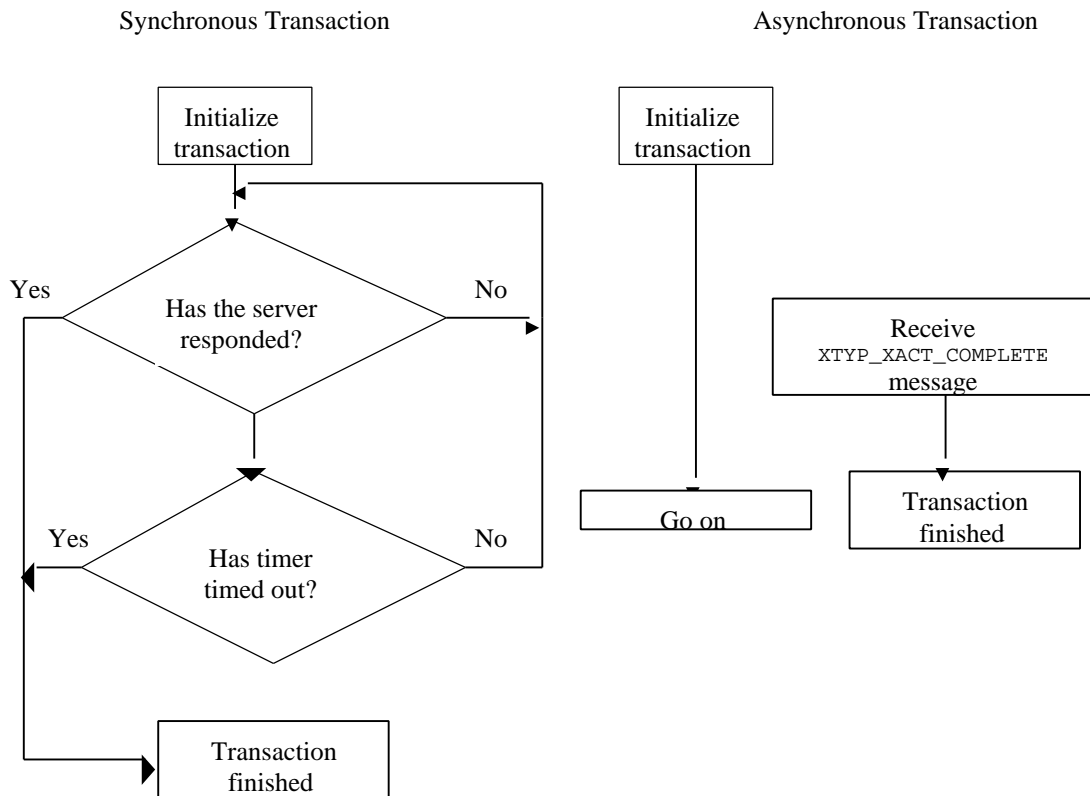 Synchronous Transaction
Asynchronous Transaction
Initialize
transaction
Initialize
transaction
Yes
No
Has the server
responded?
Receive
XTYP_XACT_COMPLETE
message
Yes
No
Has timer
timed out?
Go on
Transaction
finished
Transaction
finished